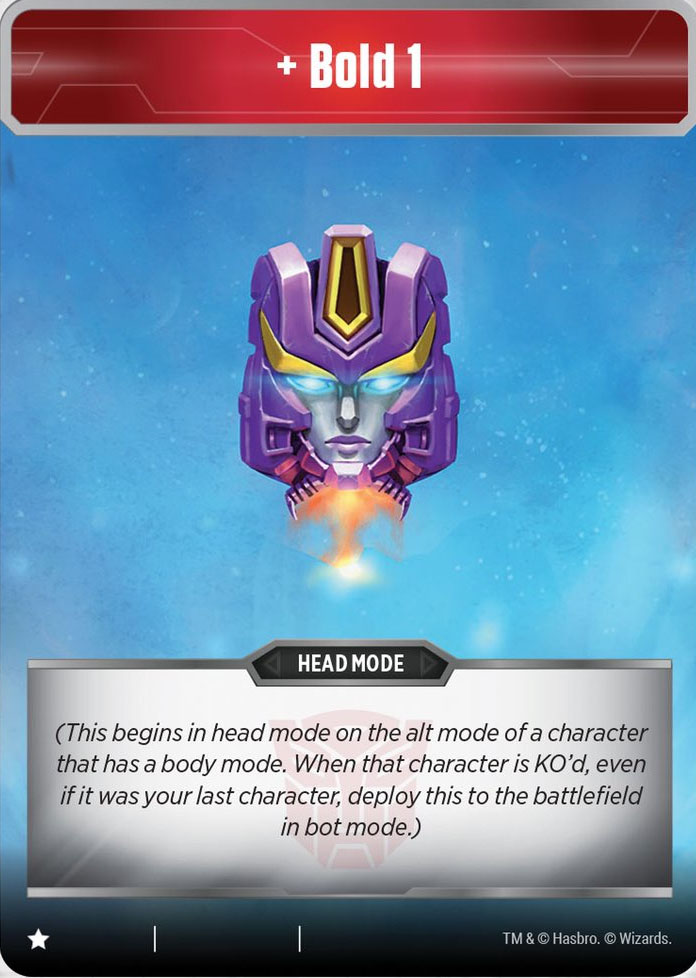 + Bold 1
HEAD MODE
(This begins in head mode on the alt mode of a character
that has a body mode. When that character is KO’d, even
if it was your last character, deploy this to the battlefield
in bot mode.)
TM & © Hasbro. © Wizards.